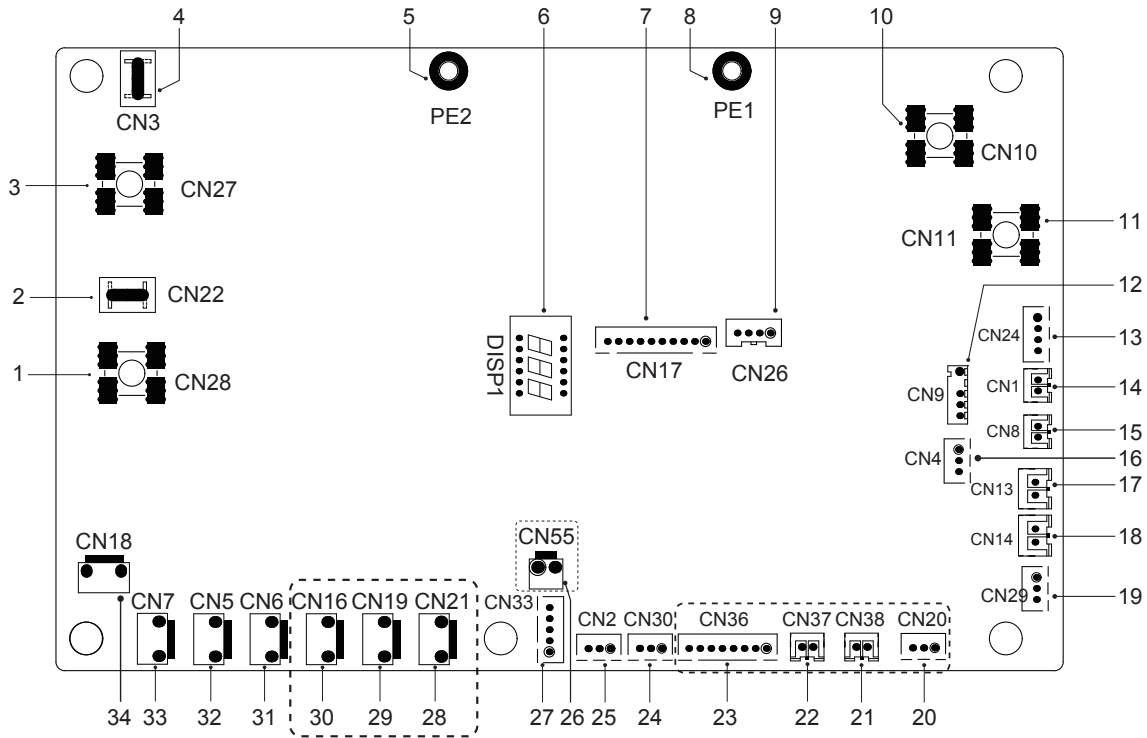 4 5 6 7 8 9 10
CN3 PE2 PE1
CN10
3 CN27
CN11 11
12
2 CN22
CN24 13
DISP1 CN17 CN26
1 CN28
CN9 CN1 14
CN8 15
CN4 16
CN13 17
CN18 CN55 CN14 18
CN29 19
CN7 CN5 CN6 CN16 CN19 CN21 CN33 CN2 CN30 CN36 CN37 CN38 CN20
34 33 32 31 30 29 28 27 26 25 24 23 22 21 20